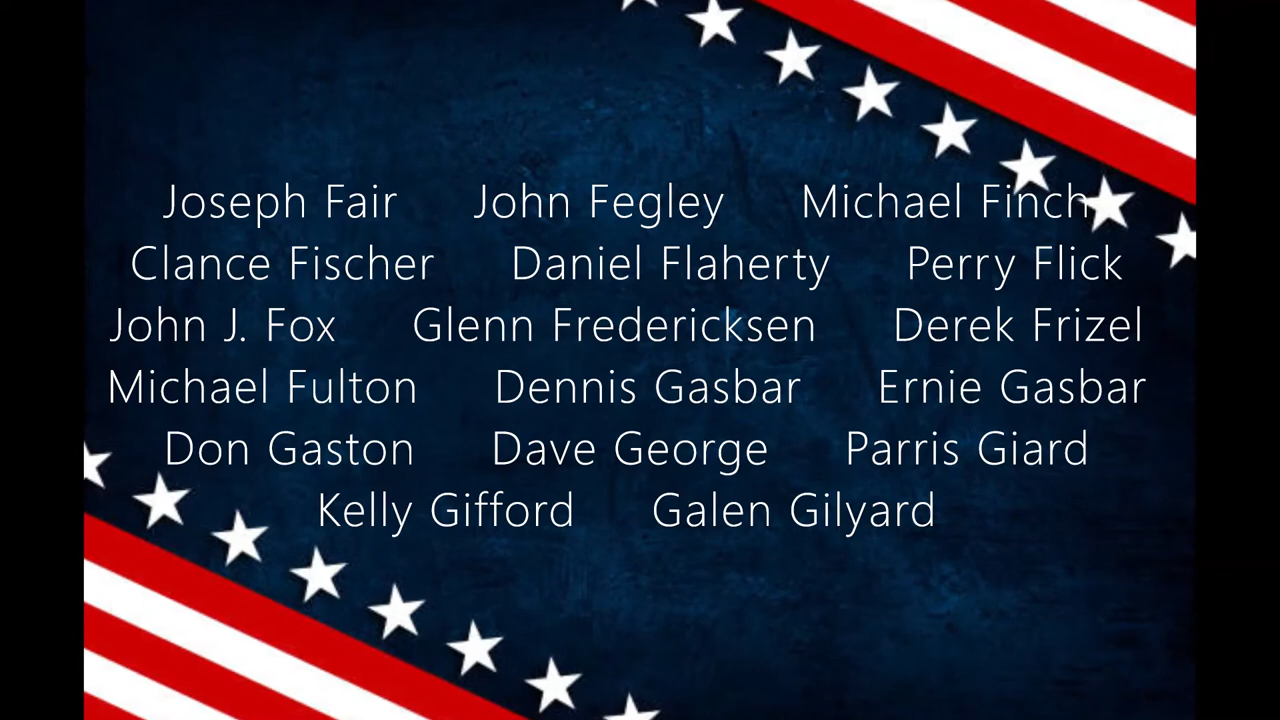 Joseph Fair John Fegley Michael Finch
Clance Fischer Daniel Flaherty Perry Flick
John J. Fox Glenn Fredericksen Derek Frizel
Michael Fulton Dennis Gasbar Ernie Gasbar
Don Gaston Dave George Parris Giard
Kelly Gifford Galen Gilyard